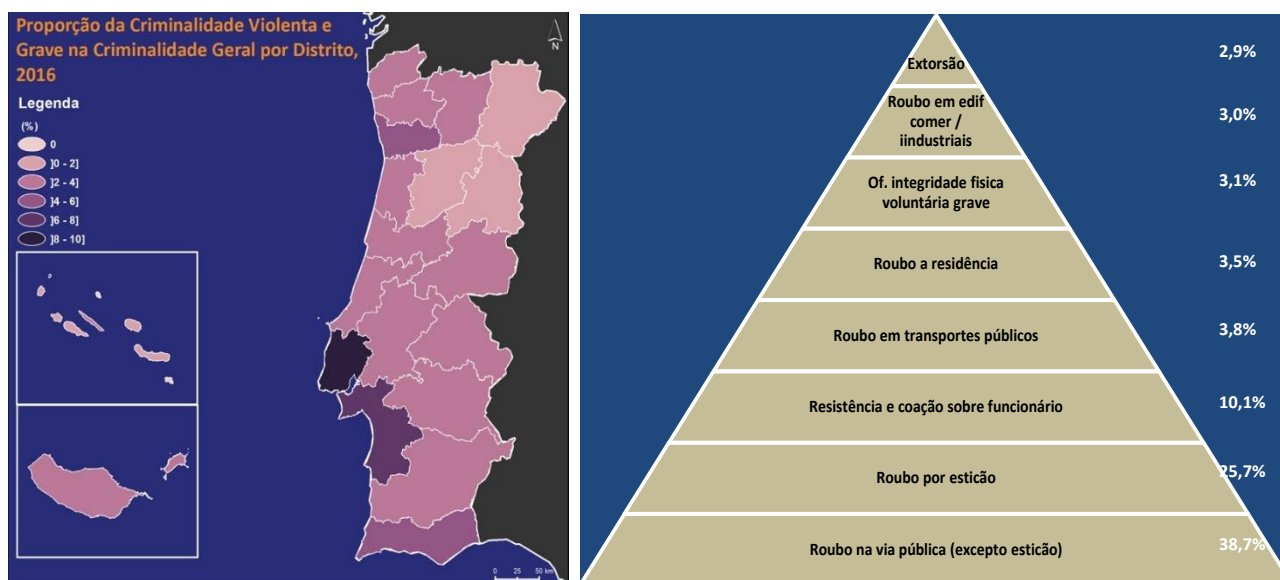 Proporção da Criminalidade Violenta e
Grave na Criminalidade Geral por Distrito,
2016
N
Legenda
(%)
0
]0 - 2]
]2 - 4]
]4 - 6]
]6 - 8]
]8 - 10]
0 25 50 km
Extorsão
2,9%
Roubo em edif
comer /
iindustriais
3,0%
Of. integridade fisica
voluntária grave
3,1%
Roubo a residência
3,5%
Roubo em transportes públicos
3,8%
Resistência e coação sobre funcionário
10,1%
Roubo por esticão
25,7%
Roubo na via pública (excepto esticão)
38,7%